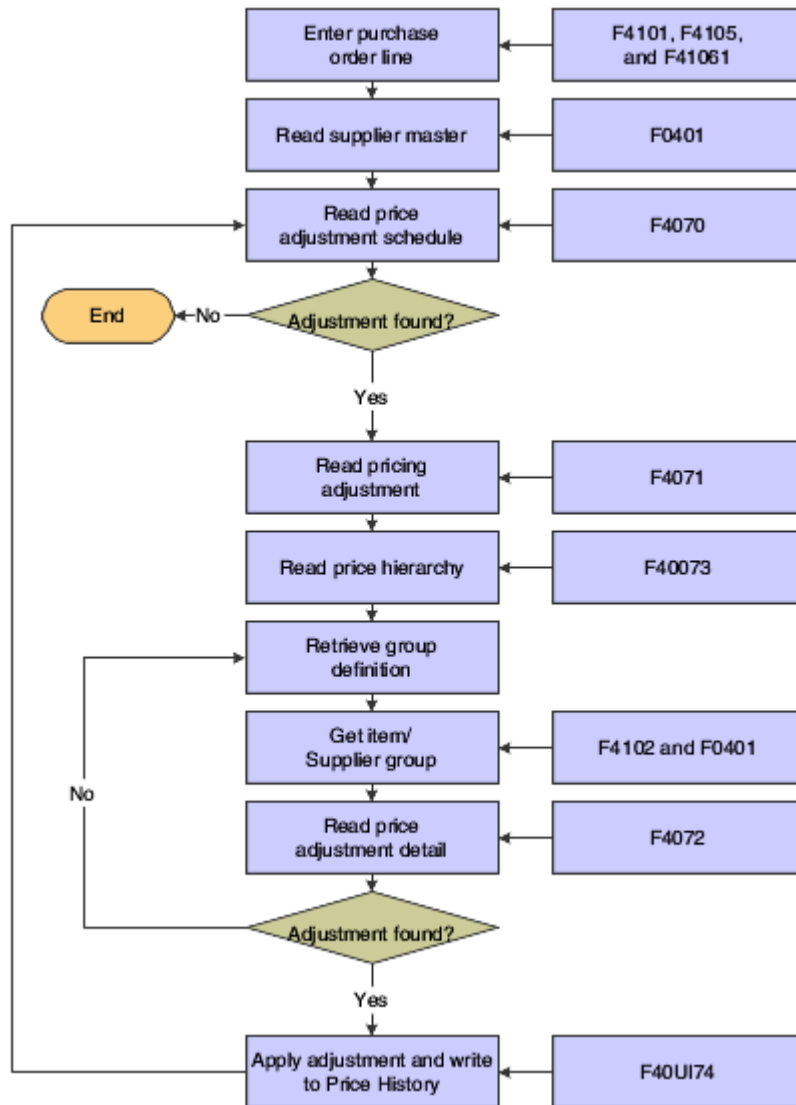 Enter purchase
order line
F4101, F4105,
and F41061
Read supplier master
F0401
Read price
adjustment schedule
F4070
End
No
Adjustment found?
Yes
Read pricing
adjustment
F4071
Read price hierarchy
F40073
Retrieve group
definition
Get item/
Supplier group
F4102 and F0401
No
Read price
adjustment detail
F4072
Adjustment found?
Yes
Apply adjustment and write
to Price History
F40UI74